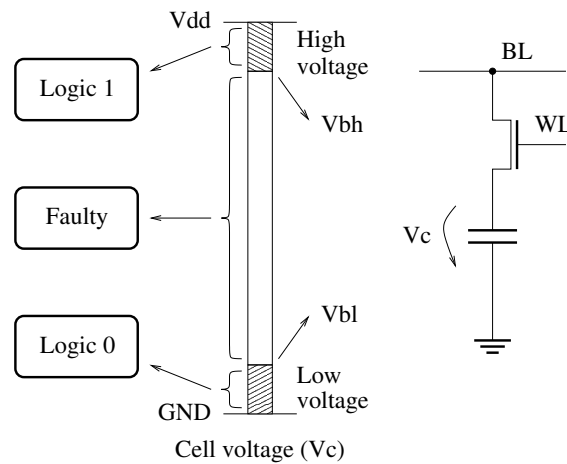 Vdd
High
voltage
Logic 1
Vbh
Faulty
Vbl
Logic 0
Low
voltage
GND
Cell voltage (Vc)
BL
WL
Vc